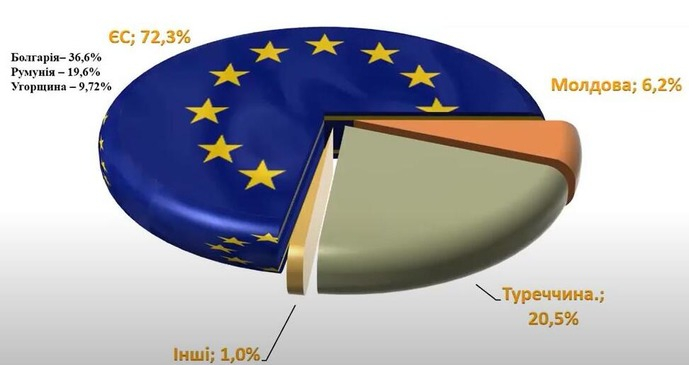 ЄС; 72,3%
Болгарія– 36,6%
Румунія – 19,6%
Угорщина – 9,72%
Молдова; 6,2%
Туреччина.;
20,5%
Інші; 1,0%